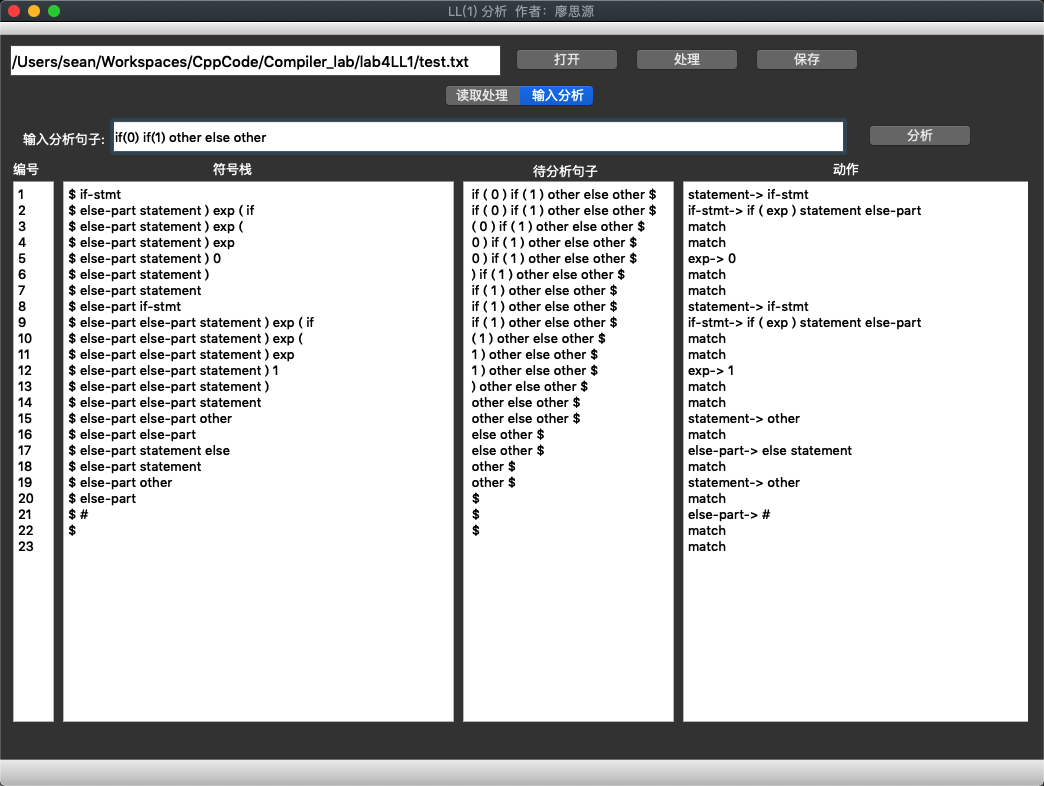 LL(1) 分析 作者：廖思源
/Users/sean/Workspaces/CppCode/Compiler_lab/lab4LL1/test.txt 打开 处理 保存
读取处理 输入分析
输入分析句子: if(0) if(1) other else other 分析
编号 符号栈 待分析句子 动作
1 $ if-stmt if ( 0 ) if ( 1 ) other else other $ statement-> if-stmt
2 $ else-part statement ) exp ( if if ( 0 ) if ( 1 ) other else other $ if-stmt-> if ( exp ) statement else-part
3 $ else-part statement ) exp ( ( 0 ) if ( 1 ) other else other $ match
4 $ else-part statement ) exp 0 ) if ( 1 ) other else other $ match
5 $ else-part statement ) 0 0 ) if ( 1 ) other else other $ exp-> 0
6 $ else-part statement ) ) if ( 1 ) other else other $ match
7 $ else-part statement if ( 1 ) other else other $ match
8 $ else-part if-stmt if ( 1 ) other else other $ statement-> if-stmt
9 $ else-part else-part statement ) exp ( if if ( 1 ) other else other $ if-stmt-> if ( exp ) statement else-part
10 $ else-part else-part statement ) exp ( ( 1 ) other else other $ match
11 $ else-part else-part statement ) exp 1 ) other else other $ match
12 $ else-part else-part statement ) 1 1 ) other else other $ exp-> 1
13 $ else-part else-part statement ) ) other else other $ match
14 $ else-part else-part statement other else other $ match
15 $ else-part else-part other other else other $ statement-> other
16 $ else-part else-part else other $ match
17 $ else-part statement else else other $ else-part-> else statement
18 $ else-part statement other $ match
19 $ else-part other other $ statement-> other
20 $ else-part $ match
21 $ # $ else-part-> #
22 $ $ match
23 match